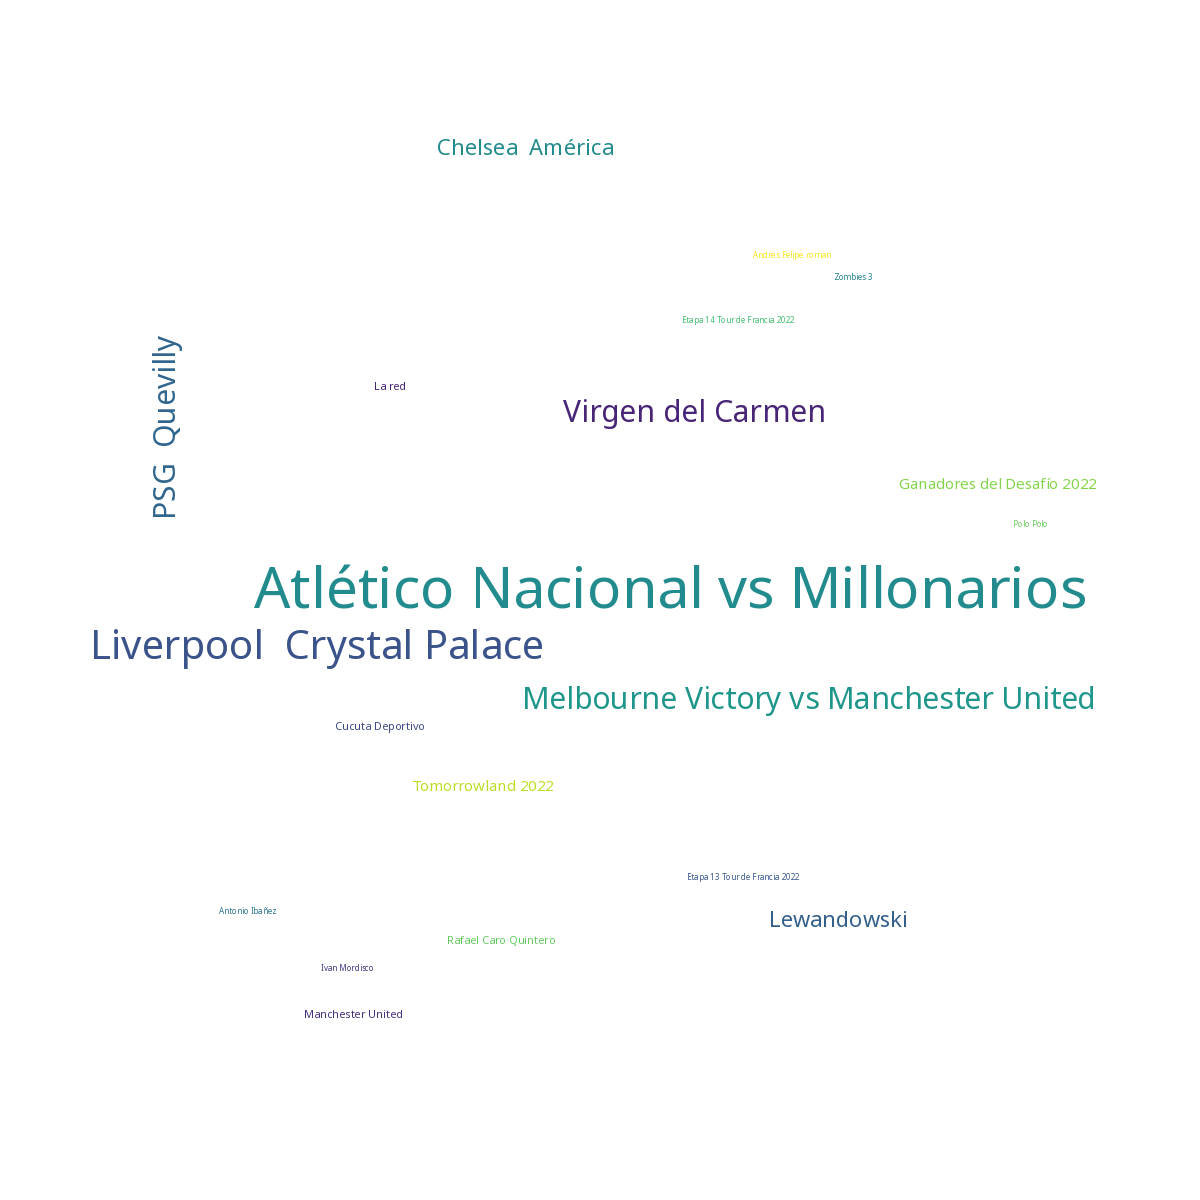 Chelsea  América
Andres Felipe roman
Zombies 3
Etapa 14 Tour de Francia 2022
PSG  Quevilly
La red
Virgen del Carmen
Ganadores del Desafío 2022
Polo Polo
Atlético Nacional vs Millonarios
Liverpool  Crystal Palace
Melbourne Victory vs Manchester United
Cucuta Deportivo
Tomorrowland 2022
Etapa 13 Tour de Francia 2022
Antonio Ibañez
Lewandowski
Rafael Caro Quintero
Ivan Mordisco
Manchester United